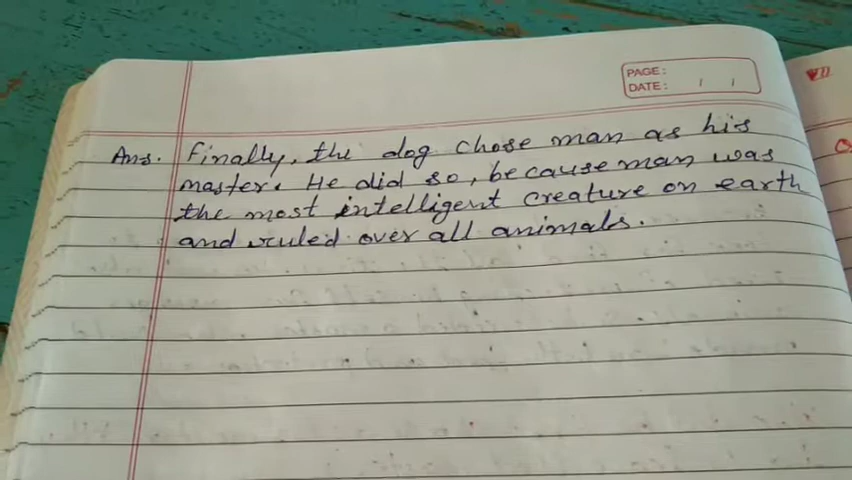 PAGE:
DATE: / /
Ans. Finally, the dog chose man as his
master. He did so, because man was
the most intelligent creature on earth
and ruled over all animals.